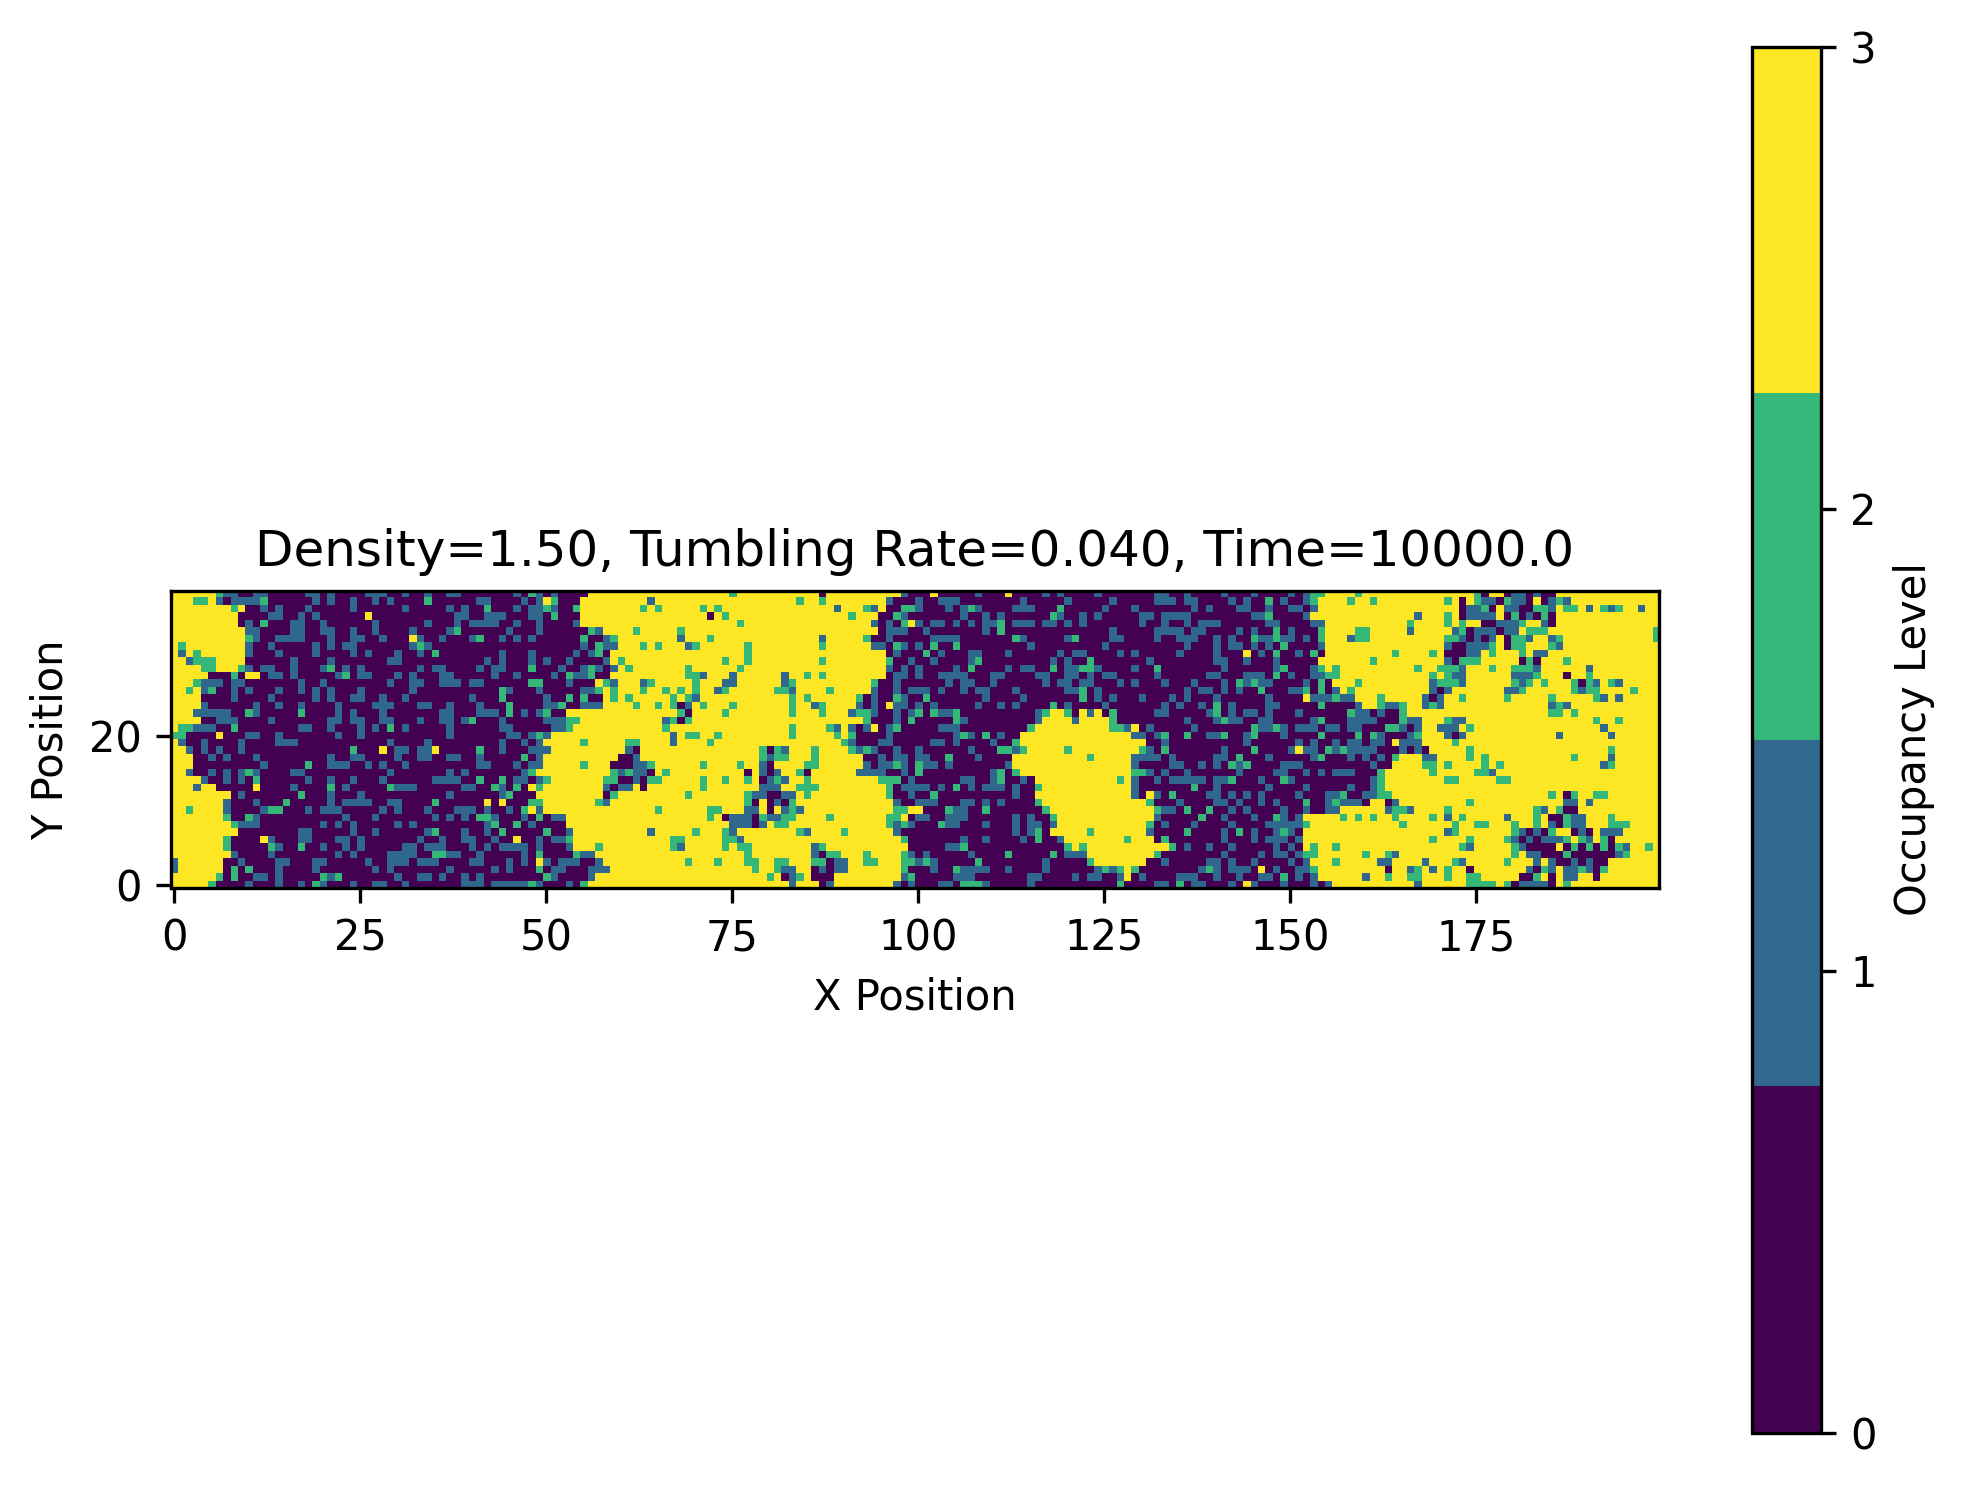 Density=1.50, Tumbling Rate=0.040, Time=10000.0
Y Position
20
0
0 25 50 75 100 125 150 175
X Position
3
2
1
0
Occupancy Level